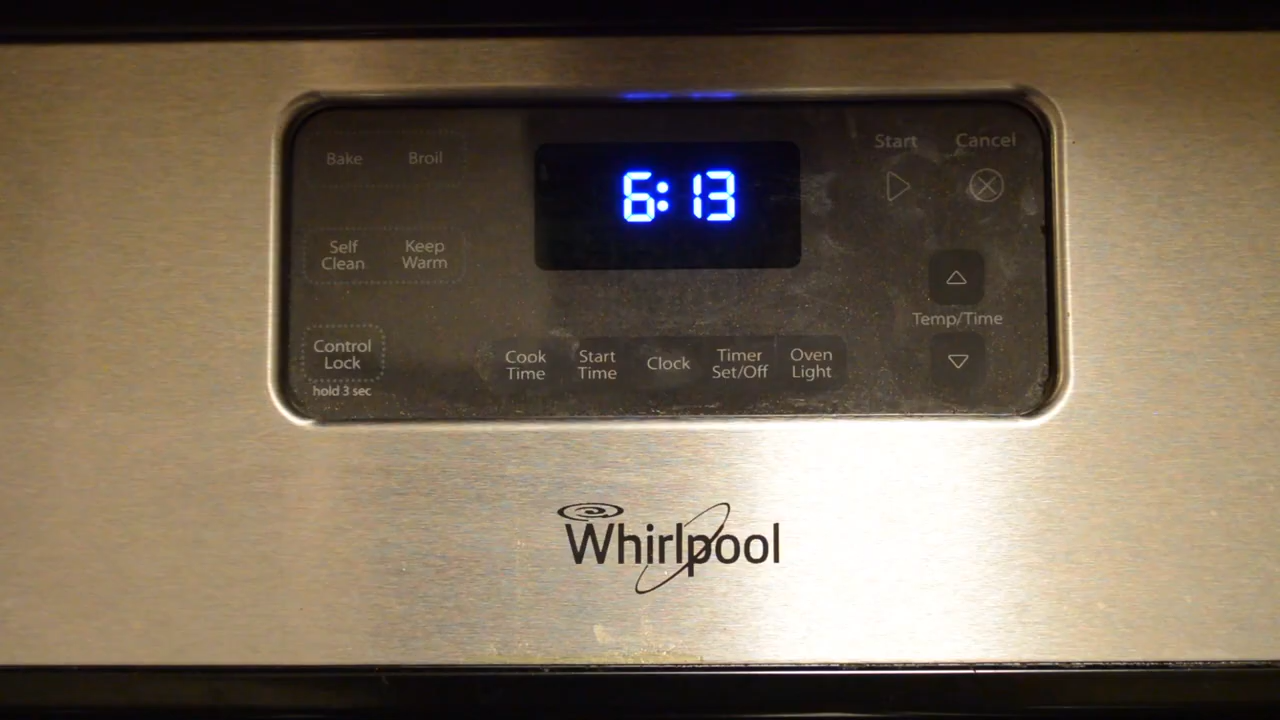 Bake Broil
6:13
Start Cancel
Self Clean
Keep Warm
Temp/Time
Control Lock
hold 3 sec
Cook Time
Start Time
Clock
Timer Set/Off
Oven Light
Whirlpool